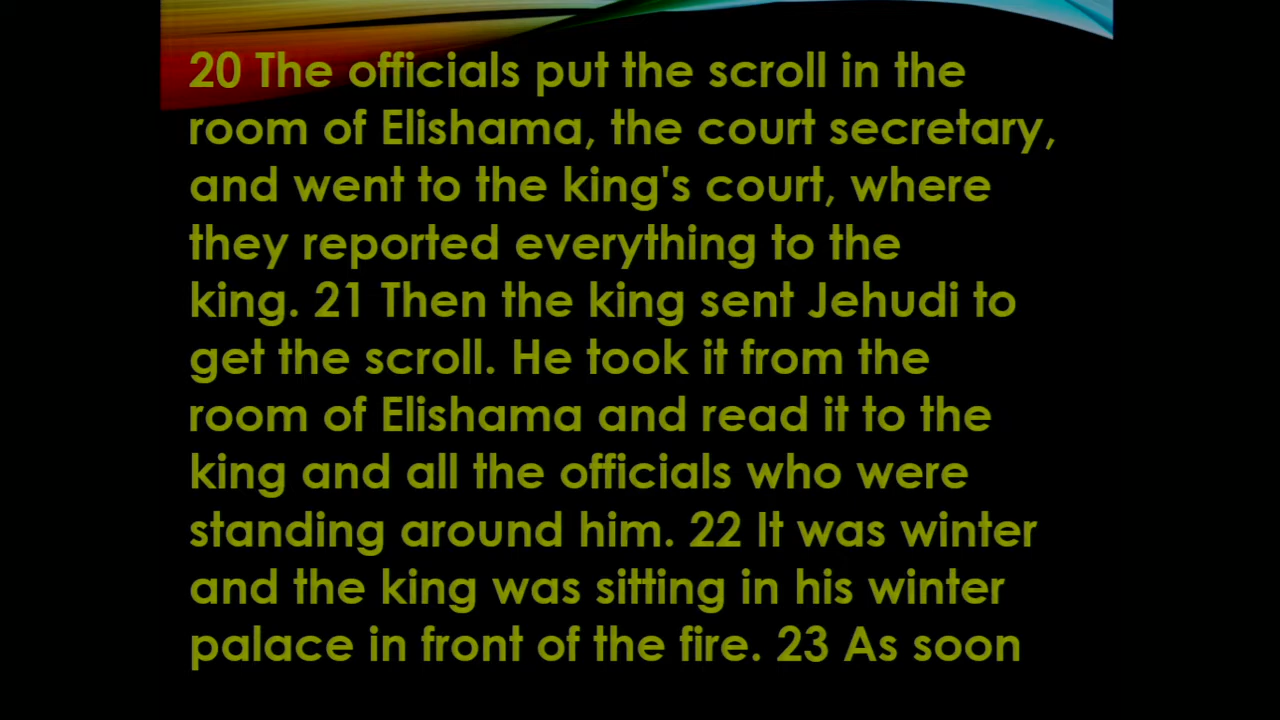 20 The officials put the scroll in the
room of Elishama, the court secretary,
and went to the king's court, where
they reported everything to the
king. 21 Then the king sent Jehudi to
get the scroll. He took it from the
room of Elishama and read it to the
king and all the officials who were
standing around him. 22 It was winter
and the king was sitting in his winter
palace in front of the fire. 23 As soon